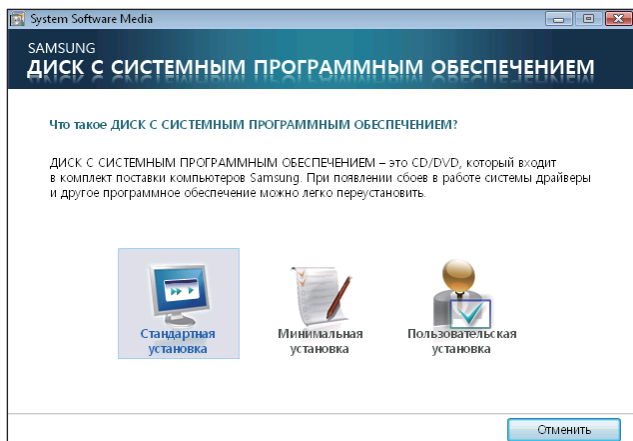 System Software Media
SAMSUNG
ДИСК С СИСТЕМНЫМ ПРОГРАММНЫМ ОБЕСПЕЧЕНИЕМ
Что такое ДИСК С СИСТЕМНЫМ ПРОГРАММНЫМ ОБЕСПЕЧЕНИЕМ?
ДИСК С СИСТЕМНЫМ ПРОГРАММНЫМ ОБЕСПЕЧЕНИЕМ – это CD/DVD, который входит
в комплект поставки компьютеров Samsung. При появлении сбоев в работе системы драйверы
и другое программное обеспечение можно легко переустановить.
Стандартная
установка
Минимальная
установка
Пользовательская
установка
Отменить